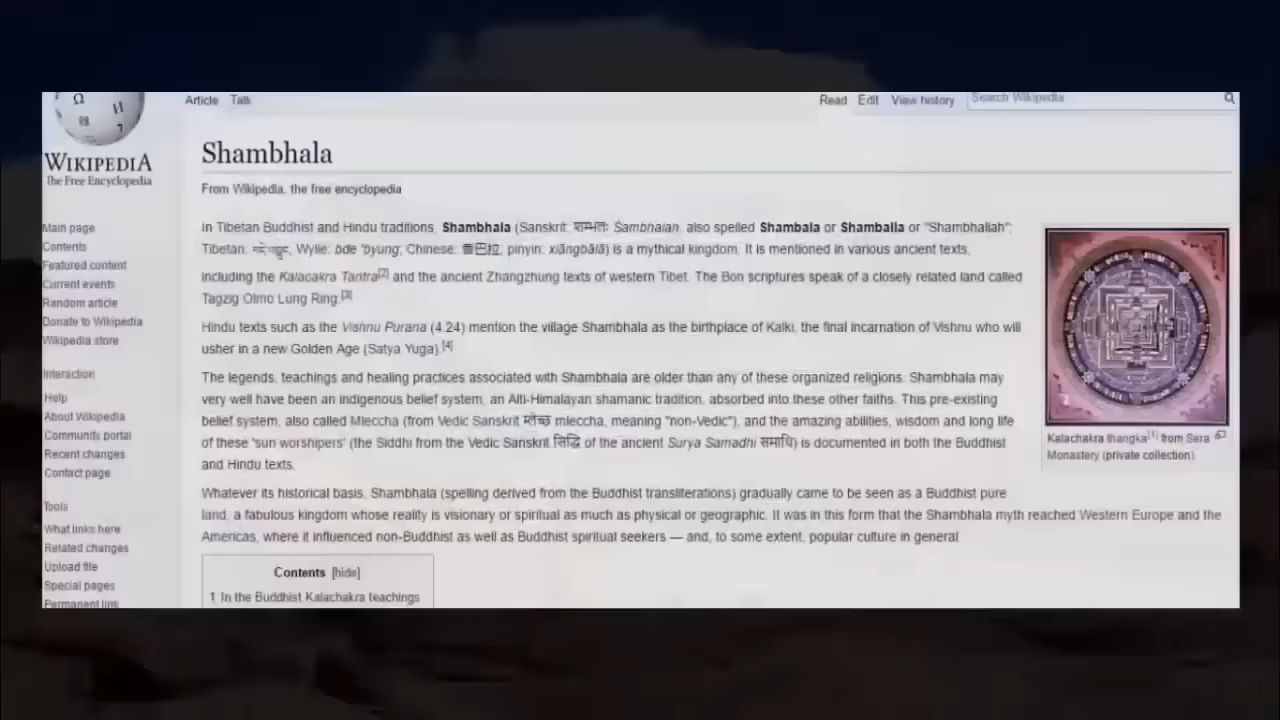 Article Talk
Read Edit View history Search Wikipedia
WIKIPEDIA
The Free Encyclopedia
Main page
Contents
Featured content
Current events
Random article
Donate to Wikipedia
Wikipedia store
Interaction
Help
About Wikipedia
Community portal
Recent changes
Contact page
Tools
What links here
Related changes
Upload file
Special pages
Permanent link
Shambhala
From Wikipedia, the free encyclopedia
In Tibetan Buddhist and Hindu traditions, Shambhala (Sanskrit: also spelled Shambala or Shamballa or "Shambhallah";
Tibetan: Wylie: bde 'byung; Chinese: pinyin: xiāngbālā) is a mythical kingdom. It is mentioned in various ancient texts,
including the Kalacakra Tantra[2] and the ancient Zhangzhung texts of western Tibet. The Bon scriptures speak of a closely related land called
Tagzig Olmo Lung Ring.[3]
Hindu texts such as the Vishnu Purana (4.24) mention the village Shambhala as the birthplace of Kalki, the final incarnation of Vishnu who will
usher in a new Golden Age (Satya Yuga).[4]
The legends, teachings and healing practices associated with Shambhala are older than any of these organized religions. Shambhala may
very well have been an indigenous belief system, an Alti-Himalayan shamanic tradition, absorbed into these other faiths. This pre-existing
belief system, also called Mleccha (from Vedic Sanskrit म्लेच्छ mleccha, meaning "non-Vedic"), and the amazing abilities, wisdom and long life
of these 'sun worshipers' (the Siddhi from the Vedic Sanskrit सिद्धि of the ancient Surya Samadhi समाधि) is documented in both the Buddhist
and Hindu texts.
Whatever its historical basis, Shambhala (spelling derived from the Buddhist transliterations) gradually came to be seen as a Buddhist pure
land, a fabulous kingdom whose reality is visionary or spiritual as much as physical or geographic. It was in this form that the Shambhala myth reached Western Europe and the
Americas, where it influenced non-Buddhist as well as Buddhist spiritual seekers — and, to some extent, popular culture in general.
Kalachakra thangka[1] from Sera
Monastery (private collection)
Contents [hide]
1 In the Buddhist Kalachakra teachings